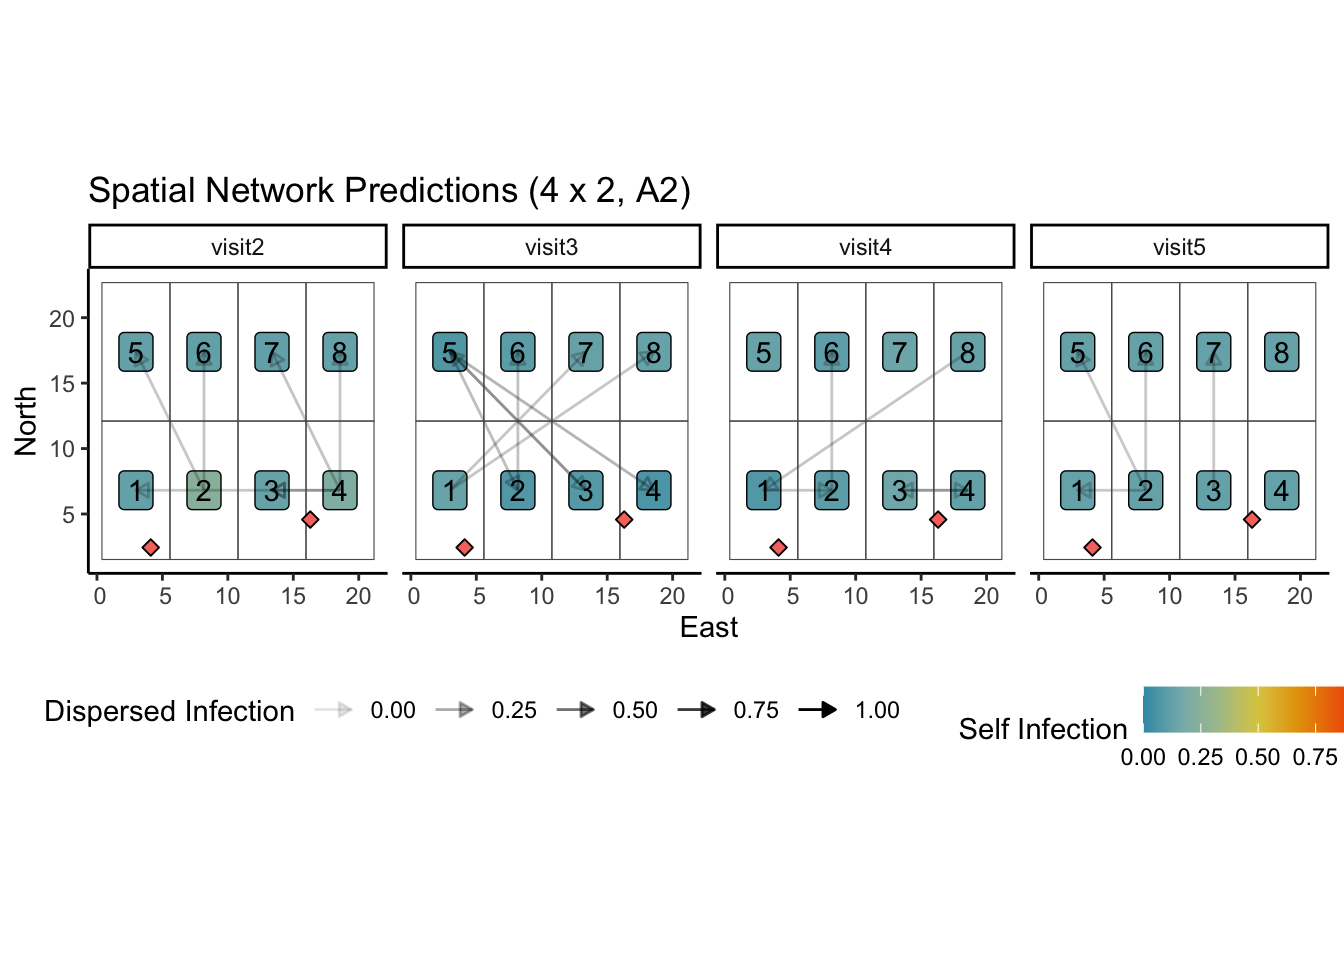 Spatial Network Predictions (4 x 2, A2)
visit2 visit3 visit4 visit5
20
15
10
5
North
5 6 7 8 5 6 7 8 5 6 7 8 5 6 7 8
1 2 3 4 1 2 3 4 1 2 3 4 1 2 3 4
0 5 10 15 20 0 5 10 15 20 0 5 10 15 20 0 5 10 15 20
East
Dispersed Infection 0.00 0.25 0.50 0.75 1.00
Self Infection
0.00 0.25 0.50 0.75